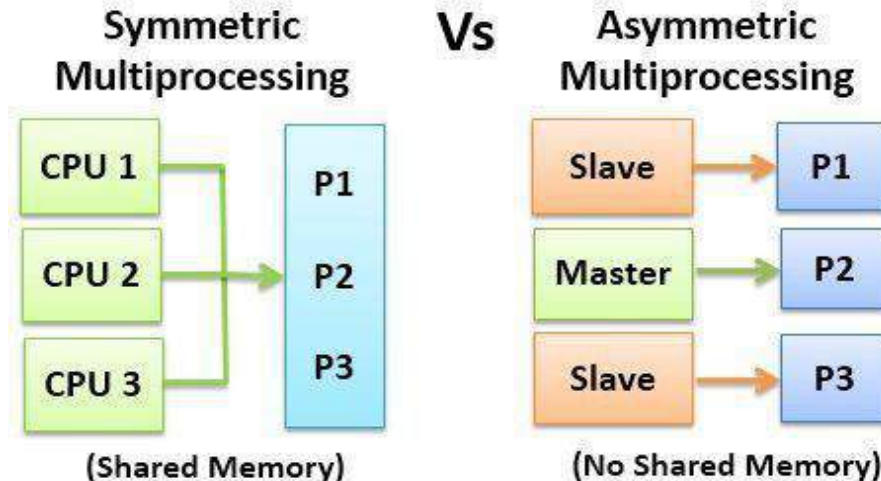 Symmetric
Multiprocessing
Vs
Asymmetric
Multiprocessing
CPU 1
CPU 2
CPU 3
P1
P2
P3
(Shared Memory)
Slave
P1
Master
P2
Slave
P3
(No Shared Memory)